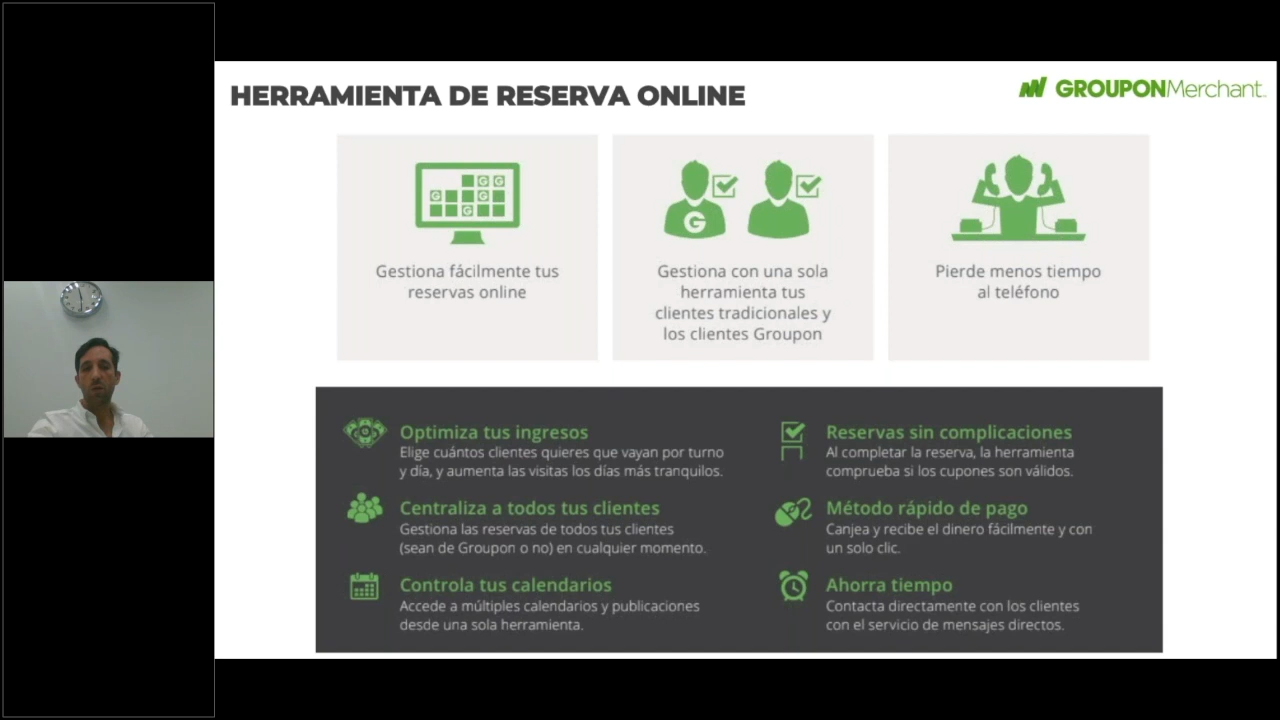 HERRAMIENTA DE RESERVA ONLINE
GROUPONMerchant
Gestiona fácilmente tus
reservas online
G
Gestiona con una sola
herramienta tus
clientes tradicionales y
los clientes Groupon
Pierde menos tiempo
al teléfono
Optimiza tus ingresos
Elige cuántos clientes quieres que vayan por turno
y día, y aumenta las visitas los días más tranquilos.
Centraliza a todos tus clientes
Gestiona las reservas de todos tus clientes
(sean de Groupon o no) en cualquier momento.
Controla tus calendarios
Accede a múltiples calendarios y publicaciones
desde una sola herramienta.
Reservas sin complicaciones
Al completar la reserva, la herramienta
comprueba si los cupones son válidos.
Método rápido de pago
Canjea y recibe el dinero fácilmente y con
un solo clic.
Ahorra tiempo
Contacta directamente con los clientes
con el servicio de mensajes directos.